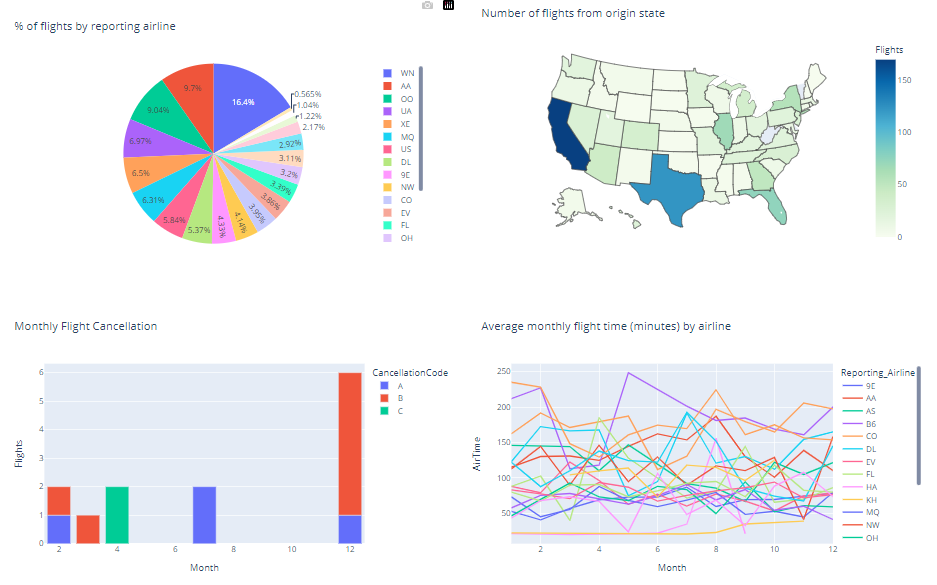 % of flights by reporting airline
16.4%
0.565%
1.04%
1.22%
2.17%
2.92%
3.11%
3.2%
3.39%
3.86%
3.95%
4.14%
4.33%
5.37%
5.84%
6.31%
6.5%
6.97%
9.04%
9.7%
WN
AA
OO
UA
XE
MQ
US
DL
9E
NW
CO
EV
FL
OH
Number of flights from origin state
Flights
150
100
50
0
Monthly Flight Cancellation
Flights
6
5
4
3
2
1
0
2 4 6 8 10 12
Month
CancellationCode
A
B
C
Average monthly flight time (minutes) by airline
AirTime
250
200
150
100
50
2 4 6 8 10 12
Month
Reporting_Airline
9E
AA
AS
B6
CO
DL
EV
FL
HA
KH
MQ
NW
OH